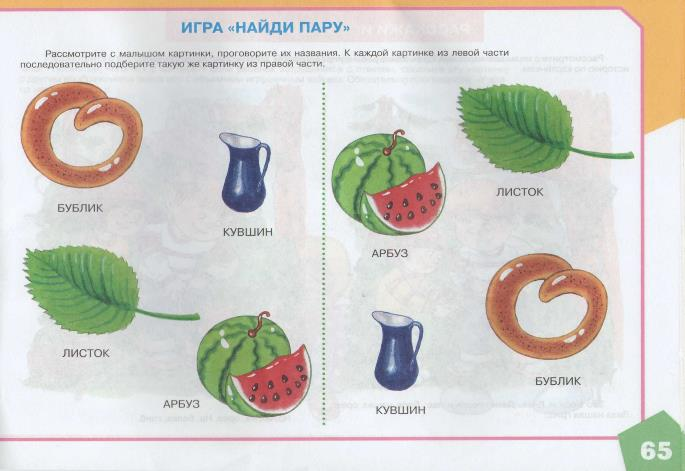 ИГРА «НАЙДИ ПАРУ»
Рассмотрите с малышом картинки, проговорите их названия. К каждой картинке из левой части
последовательно подберите такую же картинку из правой части.
БУБЛИК
КУВШИН
ЛИСТОК
АРБУЗ
ЛИСТОК
АРБУЗ
БУБЛИК
КУВШИН
65